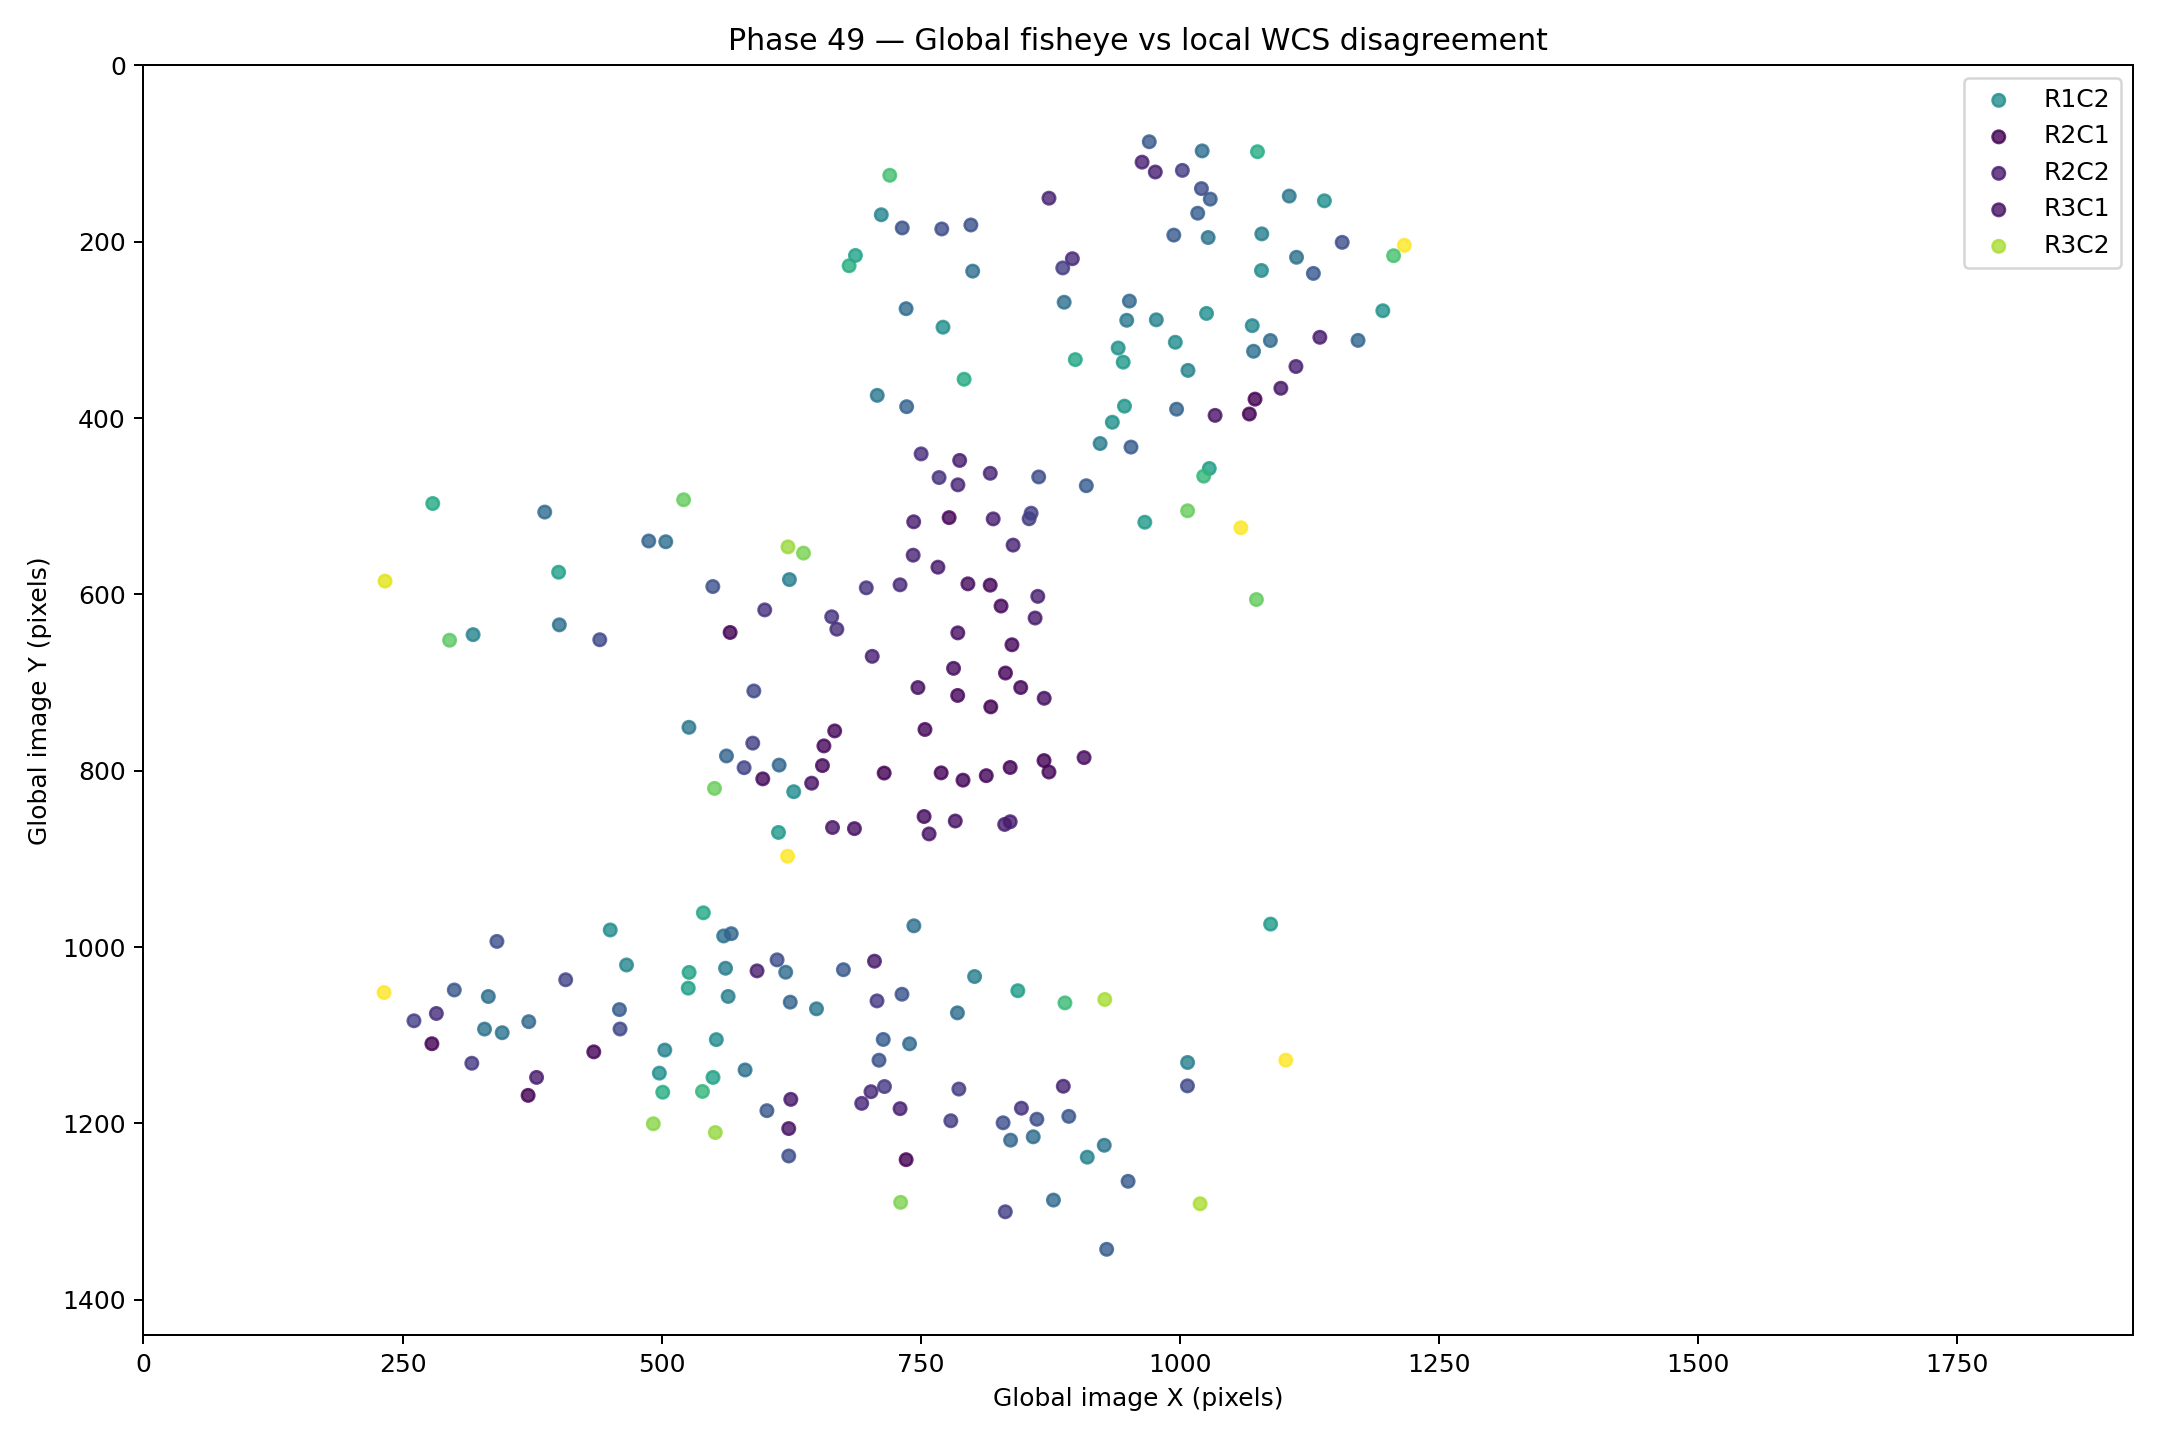 Phase 49 — Global fisheye vs local WCS disagreement
R1C2
R2C1
R2C2
R3C1
R3C2
Global image Y (pixels)
0
200
400
600
800
1000
1200
1400
0 250 500 750 1000 1250 1500 1750
Global image X (pixels)